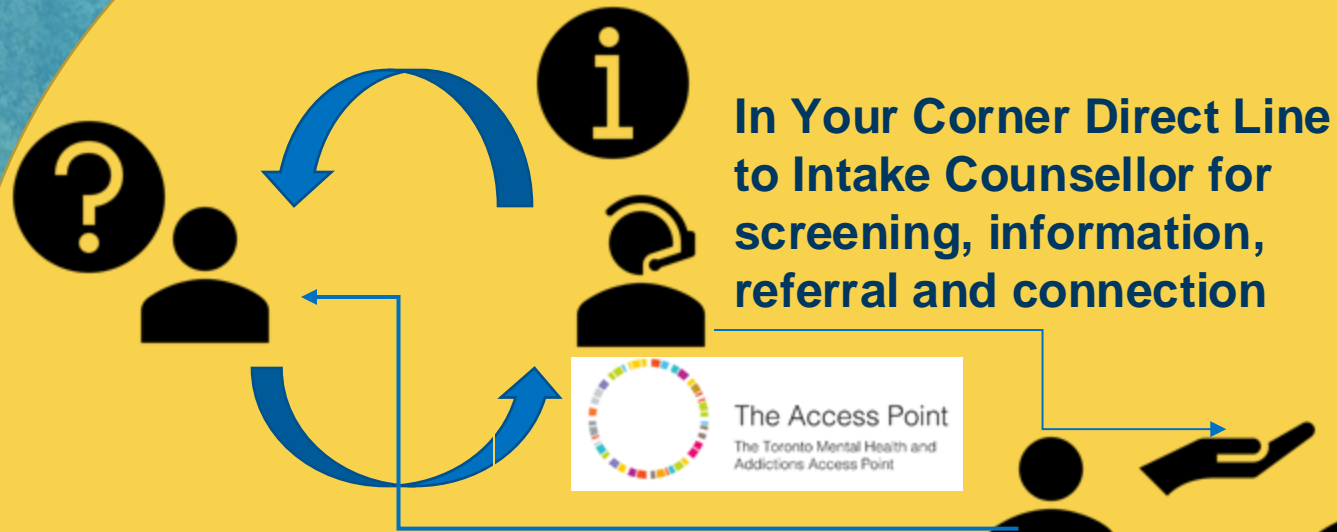 ?
i
In Your Corner Direct Line
to Intake Counsellor for
screening, information,
referral and connection
The Access Point
The Toronto Mental Health and
Addictions Access Point